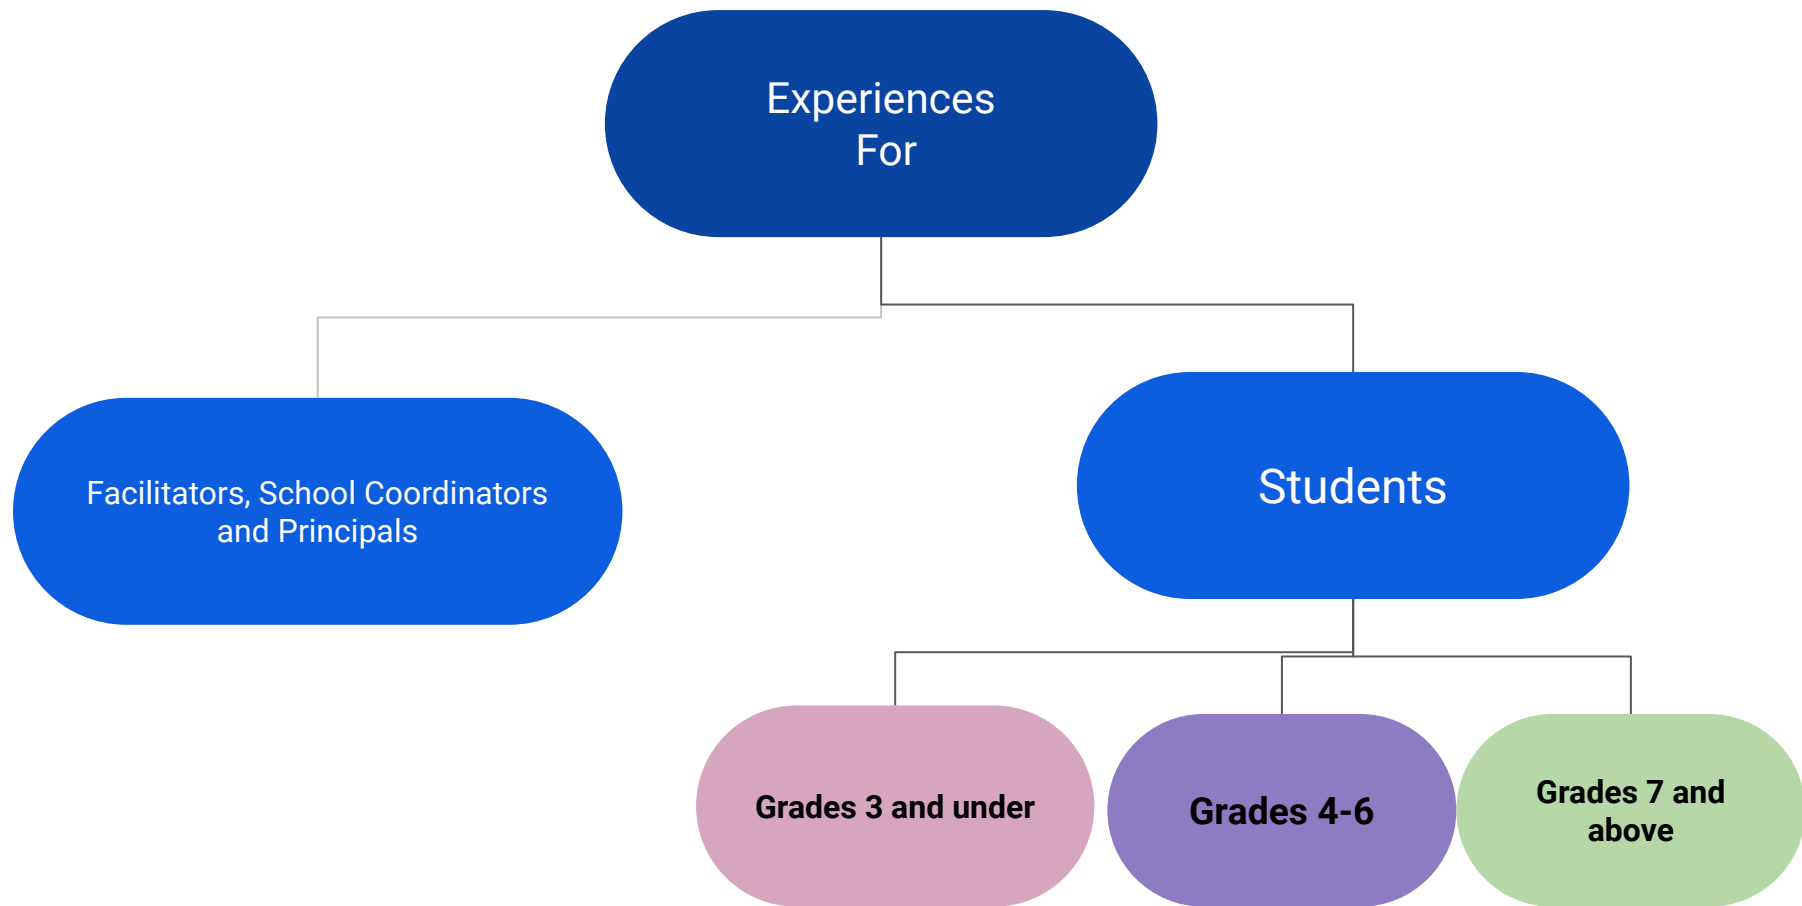 Experiences
For
Facilitators, School Coordinators
and Principals
Students
Grades 3 and under
Grades 4-6
Grades 7 and
above